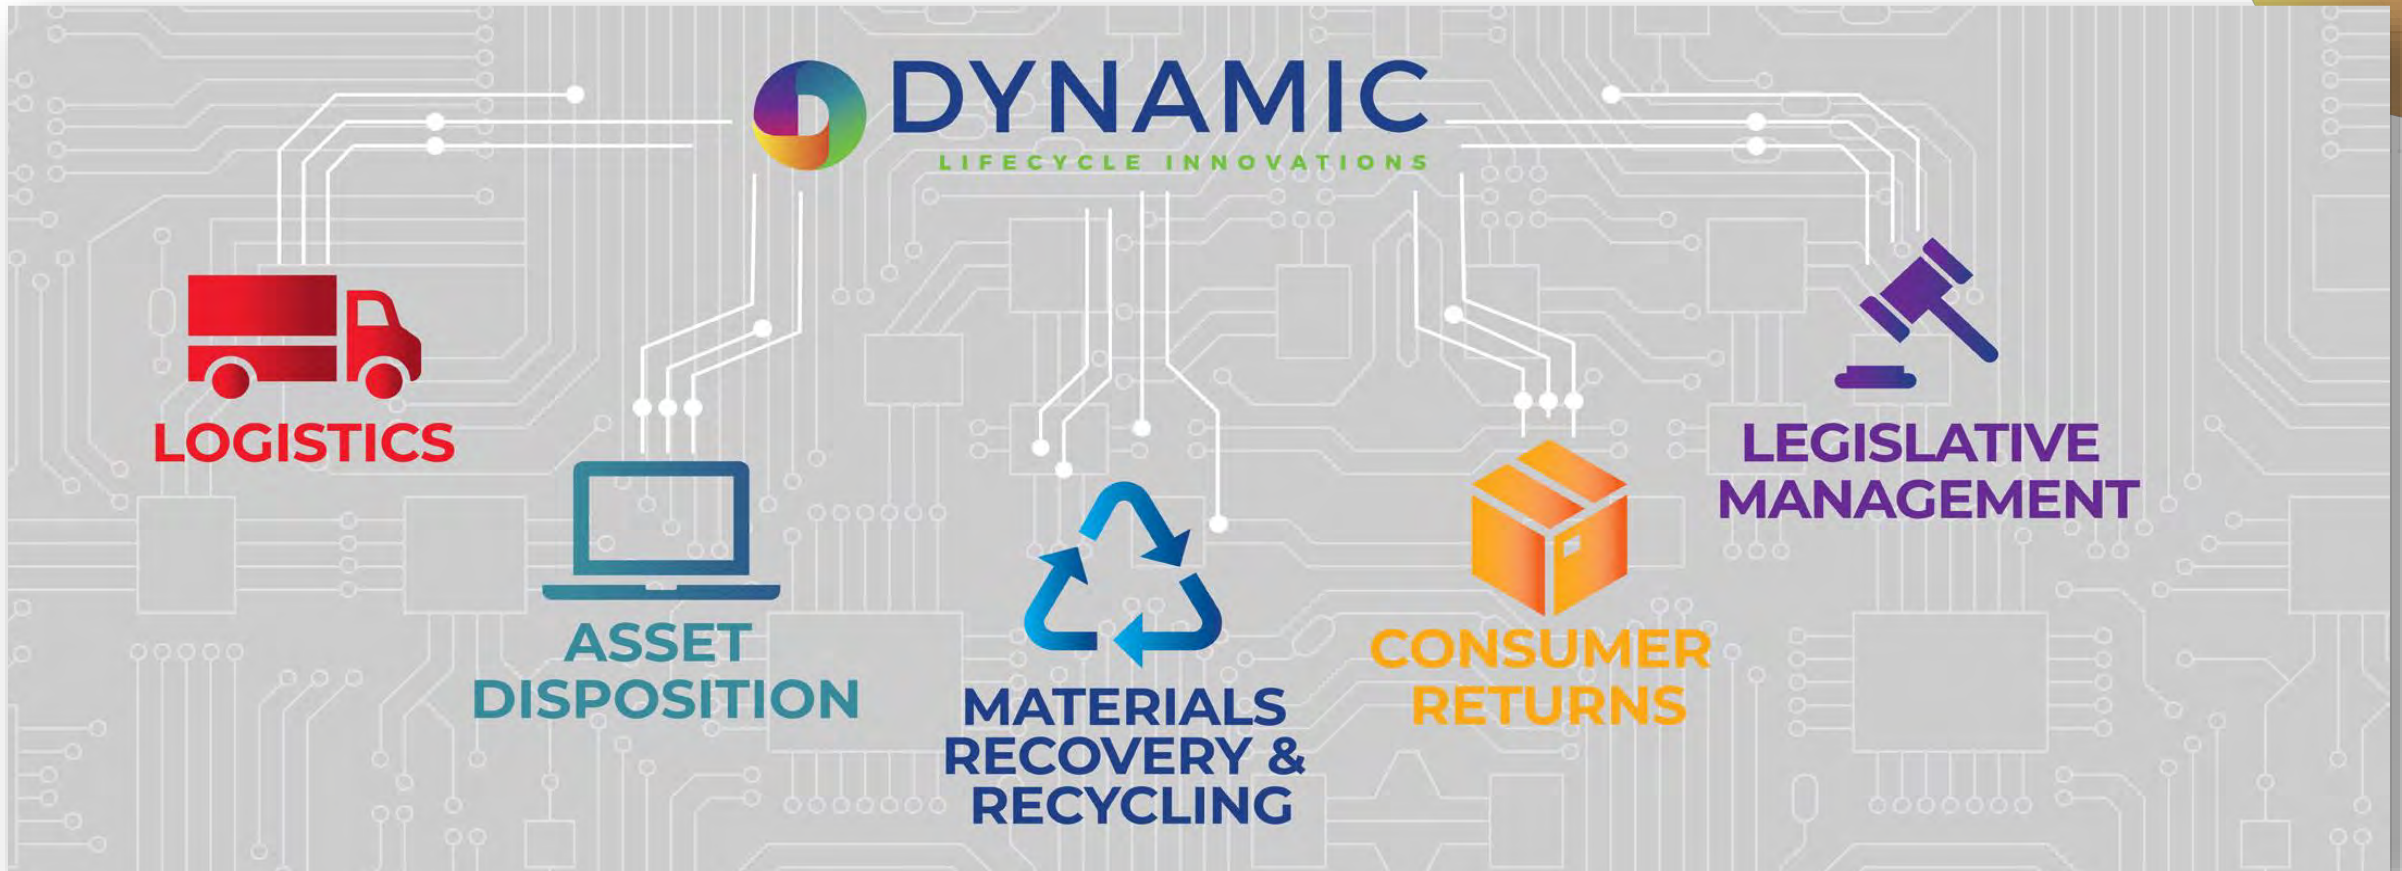 DYNAMIC
LIFECYCLE INNOVATIONS
LOGISTICS
ASSET
DISPOSITION
MATERIALS
RECOVERY &
RECYCLING
CONSUMER
RETURNS
LEGISLATIVE
MANAGEMENT